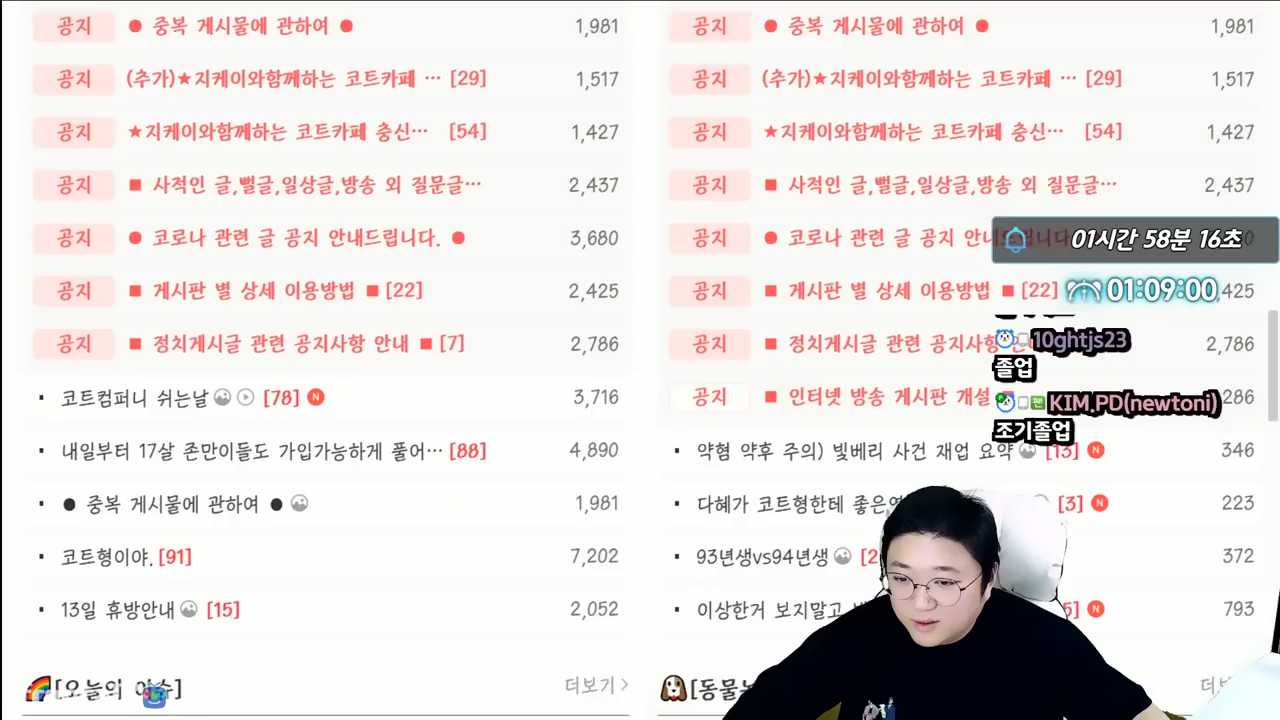 공지 ● 중복 게시물에 관하여 ● 1,981
공지 (추가)★지케이와함께하는 코트카페 … [29] 1,517
공지 ★지케이와함께하는 코트카페 충신… [54] 1,427
공지 ■ 사적인 글,뻘글,일상글,방송 외 질문글… 2,437
공지 ● 코로나 관련 글 공지 안내드립니다. ● 3,680
공지 ■ 게시판 별 상세 이용방법 ■ [22] 2,425
공지 ■ 정치게시글 관련 공지사항 안내 ■ [7] 2,786
· 코트컴퍼니 쉬는날 [78] N 3,716
· 내일부터 17살 존만이들도 가입가능하게 풀어… [88] 4,890
· ● 중복 게시물에 관하여 ● 1,981
· 코트형이야. [91] 7,202
· 13일 휴방안내 [15] 2,052
[오늘의 이슈] 더보기 >
공지 ● 중복 게시물에 관하여 ● 1,981
공지 (추가)★지케이와함께하는 코트카페 … [29] 1,517
공지 ★지케이와함께하는 코트카페 충신… [54] 1,427
공지 ■ 사적인 글,뻘글,일상글,방송 외 질문글… 2,437
공지 ● 코로나 관련 글 공지
01시간 58분 16초
공지 ■ 게시판 별 상세 이용방법 ■ [22] 425
01:09:00
공지 ■ 정치게시글 관련 공지사항 2,786
10ghtjs23
졸업
공지 ■ 인터넷 방송 게시판 개설 286
KIM.PD(newtoni)
조기졸업
· 약혐 약후 주의) 빛베리 사건 재업 요약 [13] N 346
· 다혜가 코트형한테 좋은 [3] N 223
· 93년생vs94년생 372
· 이상한거 보지말고 N 793
[동물